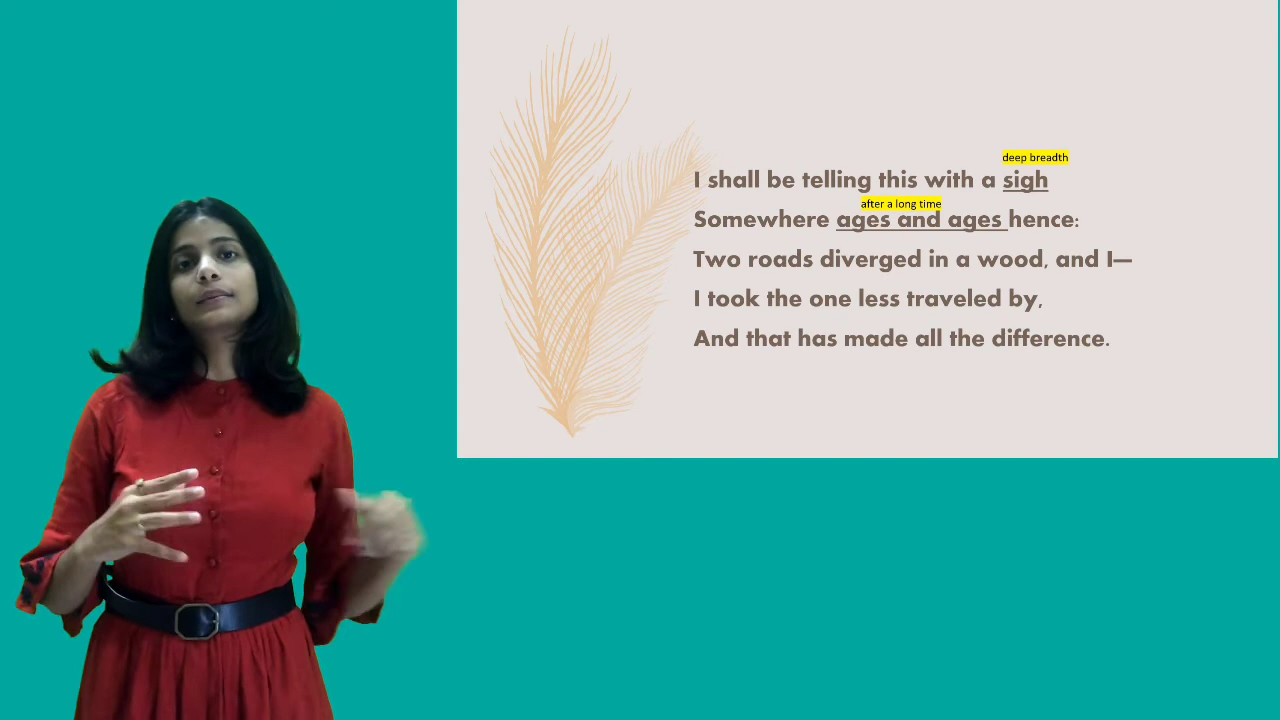 deep breadth
I shall be telling this with a sigh
after a long time
Somewhere ages and ages hence:
Two roads diverged in a wood, and I—
I took the one less traveled by,
And that has made all the difference.